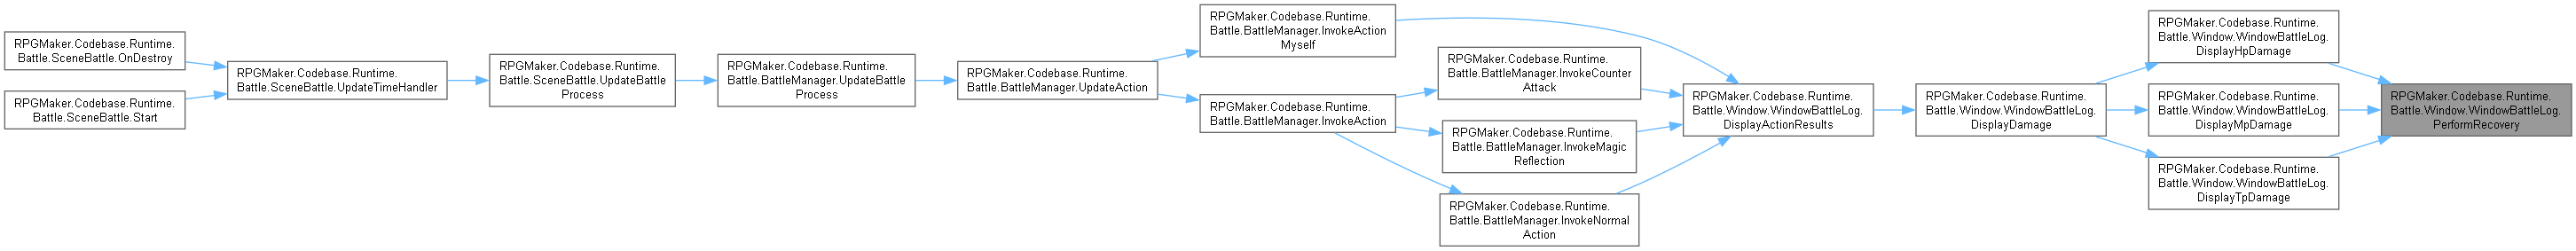 RPGMaker.Codebase.Runtime.
Battle.SceneBattle.OnDestroy
RPGMaker.Codebase.Runtime.
Battle.SceneBattle.Start
RPGMaker.Codebase.Runtime.
Battle.SceneBattle.UpdateTimeHandler
RPGMaker.Codebase.Runtime.
Battle.SceneBattle.UpdateBattle
Process
RPGMaker.Codebase.Runtime.
Battle.BattleManager.UpdateBattle
Process
RPGMaker.Codebase.Runtime.
Battle.BattleManager.UpdateAction
RPGMaker.Codebase.Runtime.
Battle.BattleManager.InvokeAction
Myself
RPGMaker.Codebase.Runtime.
Battle.BattleManager.InvokeAction
RPGMaker.Codebase.Runtime.
Battle.BattleManager.InvokeCounter
Attack
RPGMaker.Codebase.Runtime.
Battle.BattleManager.InvokeMagic
Reflection
RPGMaker.Codebase.Runtime.
Battle.BattleManager.InvokeNormal
Action
RPGMaker.Codebase.Runtime.
Battle.Window.WindowBattleLog.
DisplayActionResults
RPGMaker.Codebase.Runtime.
Battle.Window.WindowBattleLog.
DisplayDamage
RPGMaker.Codebase.Runtime.
Battle.Window.WindowBattleLog.
DisplayHpDamage
RPGMaker.Codebase.Runtime.
Battle.Window.WindowBattleLog.
DisplayMpDamage
RPGMaker.Codebase.Runtime.
Battle.Window.WindowBattleLog.
DisplayTpDamage
RPGMaker.Codebase.Runtime.
Battle.Window.WindowBattleLog.
PerformRecovery